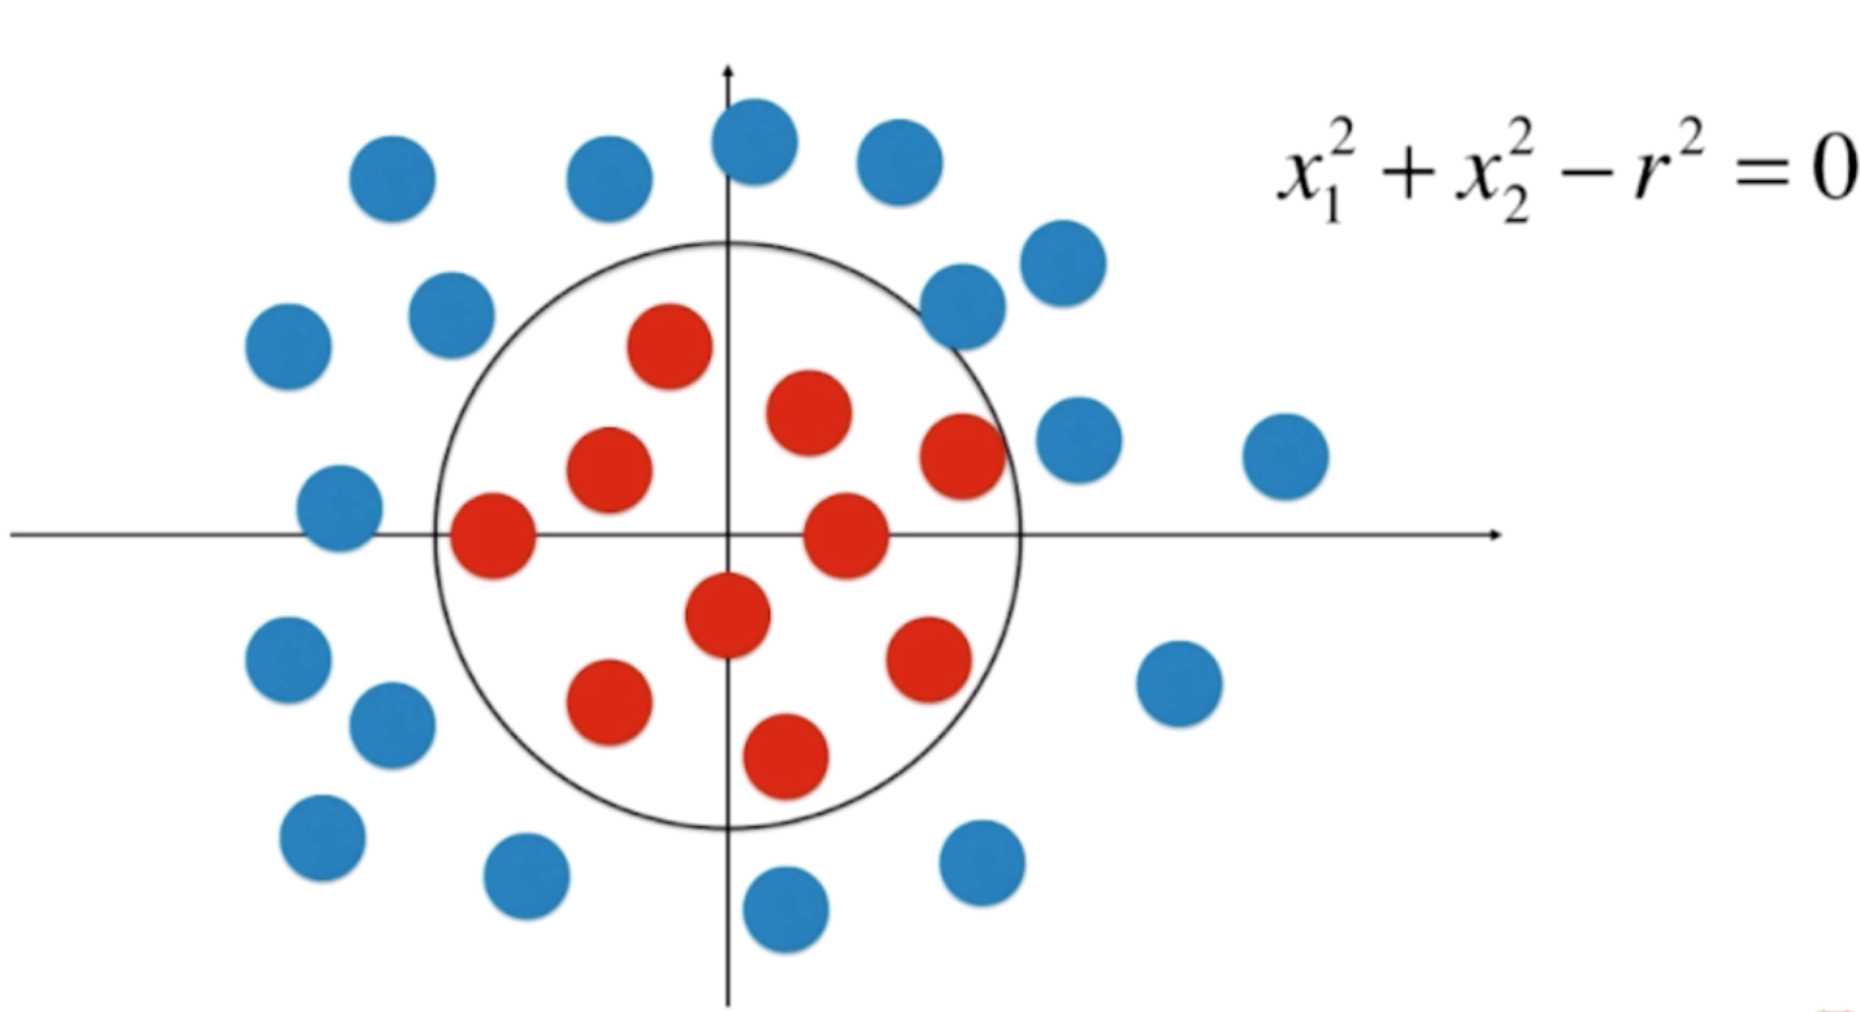 x₁² + x₂² − r² = 0